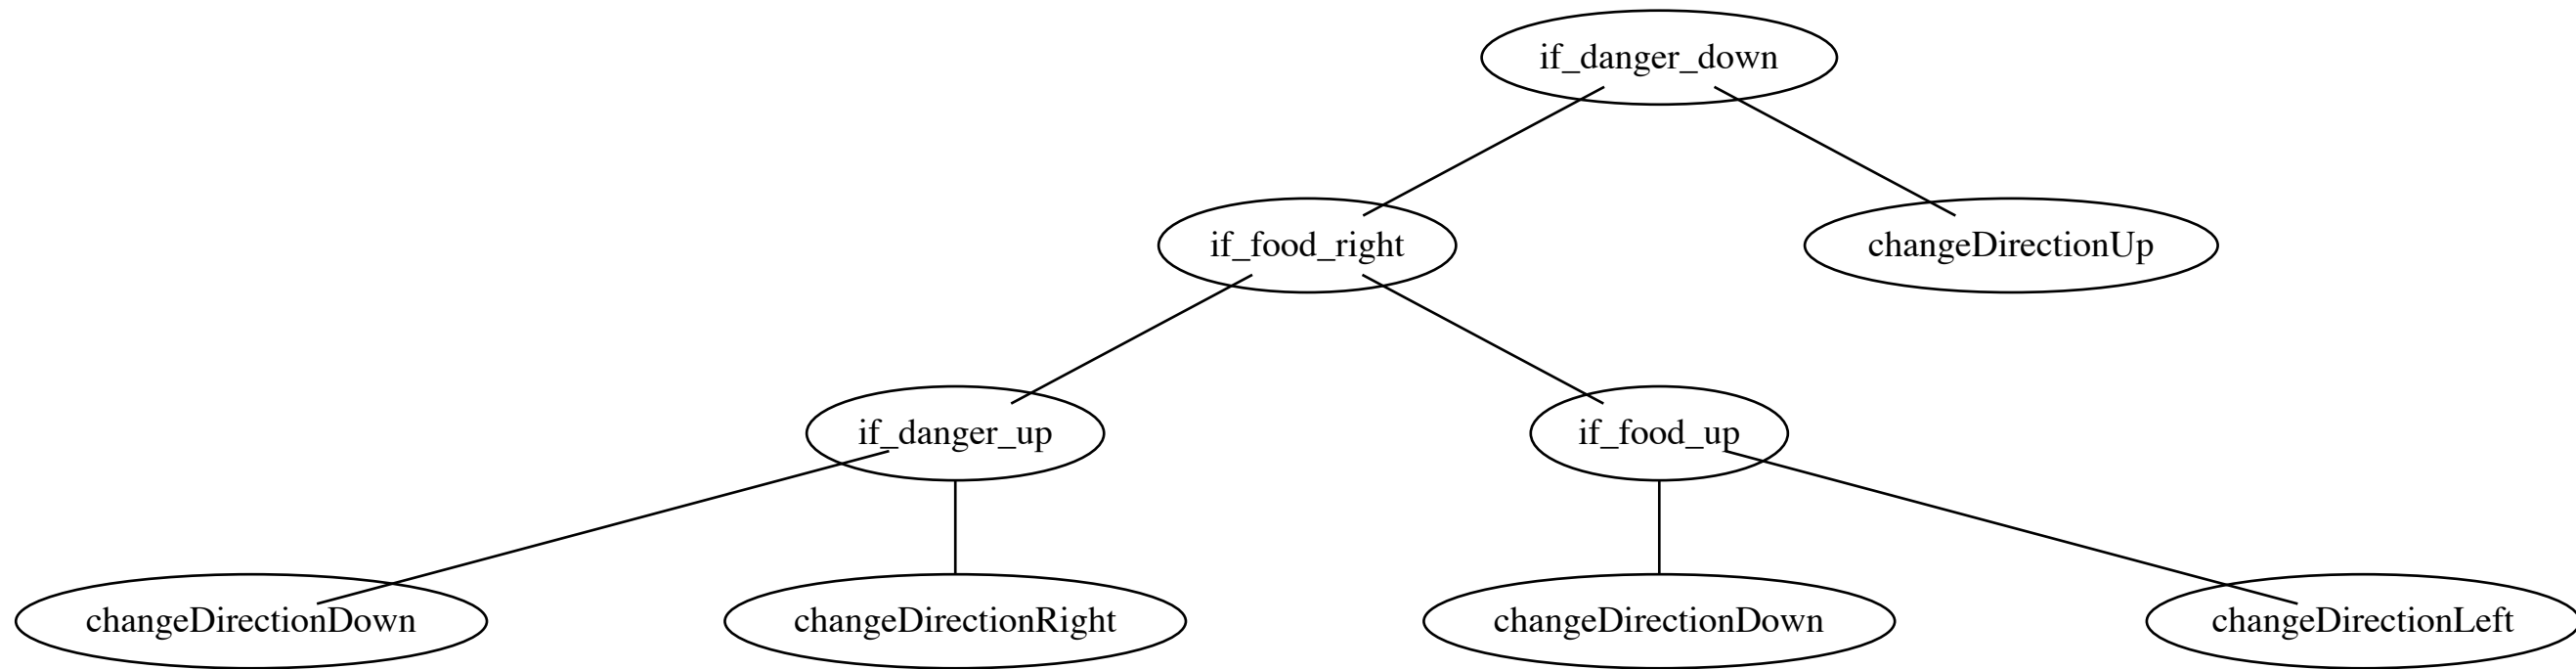 if_danger_down
if_food_right
changeDirectionUp
if_danger_up
if_food_up
changeDirectionDown
changeDirectionRight
changeDirectionDown
changeDirectionLeft